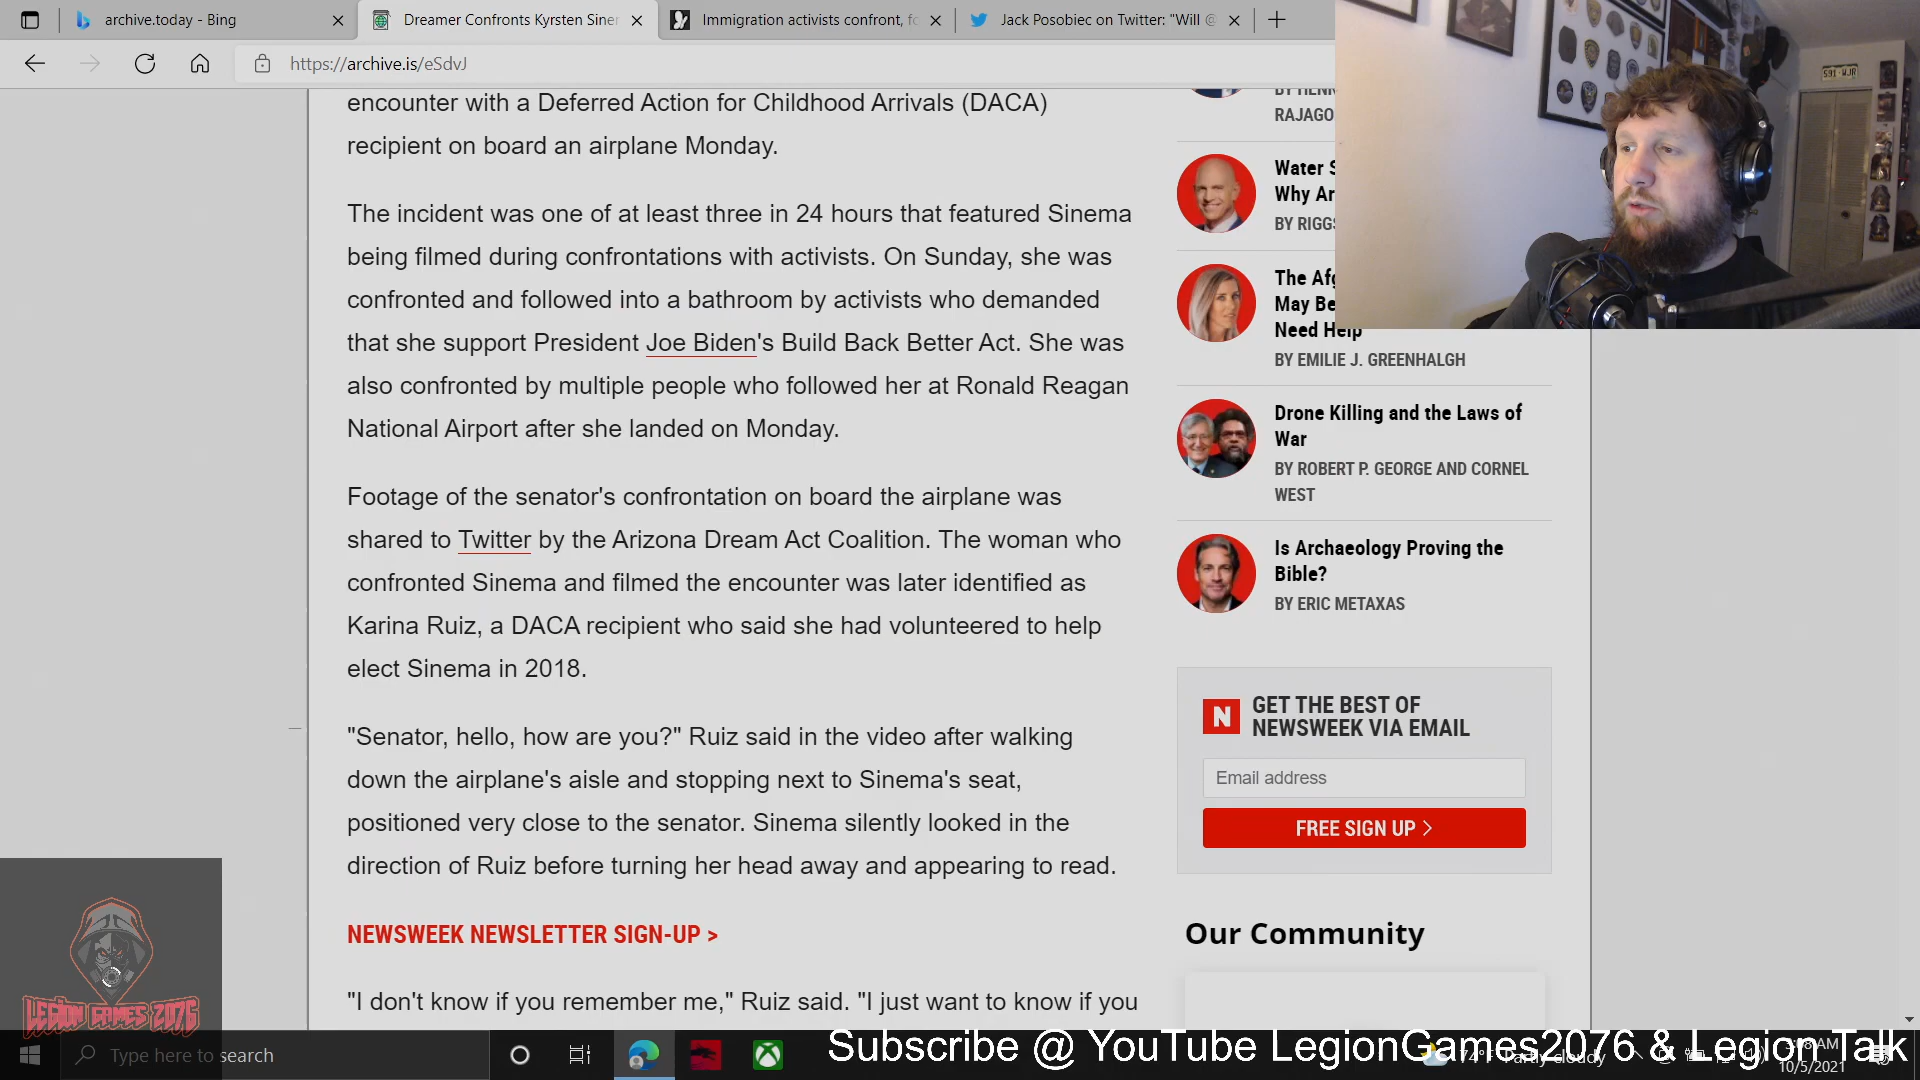 archive.today - Bing
Dreamer Confronts Kyrsten Siner
Immigration activists confront, fo
Jack Posobiec on Twitter: "Will @
https://archive.is/eSdvJ
encounter with a Deferred Action for Childhood Arrivals (DACA)
recipient on board an airplane Monday.
The incident was one of at least three in 24 hours that featured Sinema
being filmed during confrontations with activists. On Sunday, she was
confronted and followed into a bathroom by activists who demanded
that she support President Joe Biden's Build Back Better Act. She was
also confronted by multiple people who followed her at Ronald Reagan
National Airport after she landed on Monday.
Footage of the senator's confrontation on board the airplane was
shared to Twitter by the Arizona Dream Act Coalition. The woman who
confronted Sinema and filmed the encounter was later identified as
Karina Ruiz, a DACA recipient who said she had volunteered to help
elect Sinema in 2018.
"Senator, hello, how are you?" Ruiz said in the video after walking
down the airplane's aisle and stopping next to Sinema's seat,
positioned very close to the senator. Sinema silently looked in the
direction of Ruiz before turning her head away and appearing to read.
NEWSWEEK NEWSLETTER SIGN-UP >
"I don't know if you remember me," Ruiz said. "I just want to know if you
BY HENR
RAJAGO
Water S
Why Ar
BY RIGGS
The Afg
May Be
Need Help
BY EMILIE J. GREENHALGH
Drone Killing and the Laws of
War
BY ROBERT P. GEORGE AND CORNEL
WEST
Is Archaeology Proving the
Bible?
BY ERIC METAXAS
N
GET THE BEST OF
NEWSWEEK VIA EMAIL
Email address
FREE SIGN UP >
Our Community
591-WJR
LEGION GAMES 2076
Type here to search
Subscribe @ YouTube LegionGames2076 & Legion Talk
74°F Partly cloudy
3:08 AM
10/5/2021